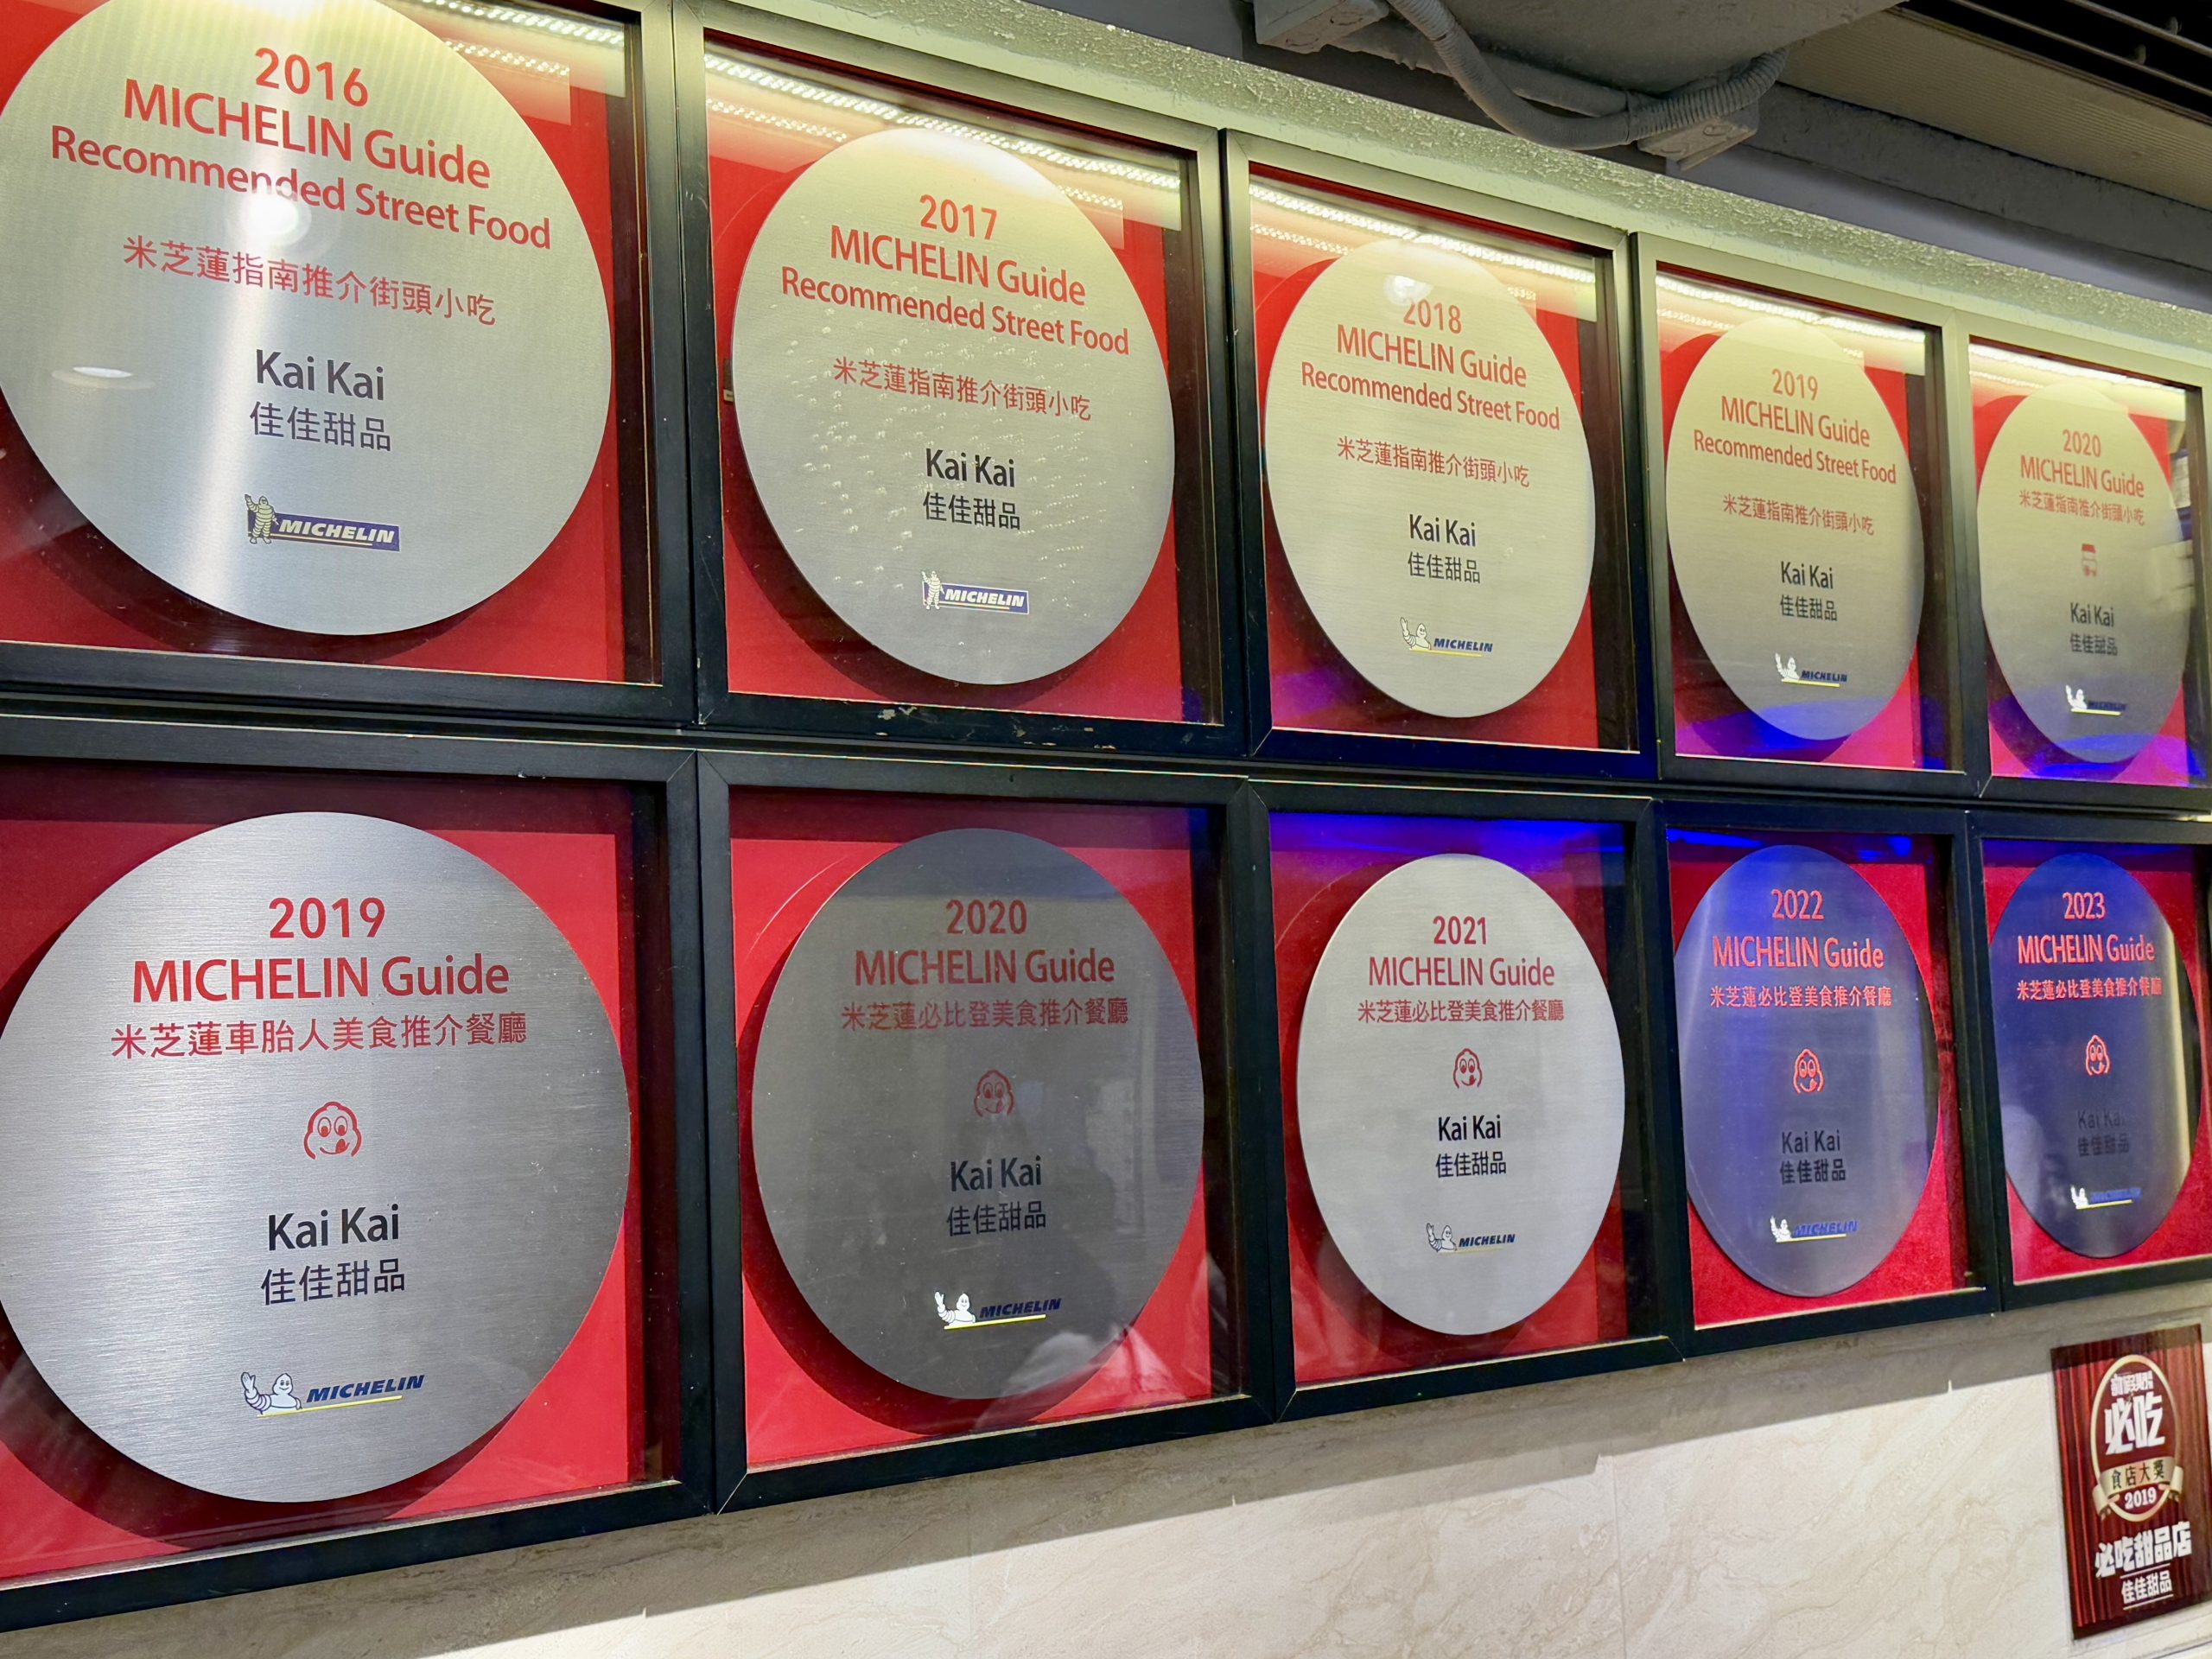 2016
MICHELIN Guide
Recommended Street Food
米芝蓮指南推介街頭小吃
Kai Kai
佳佳甜品
MICHELIN
2017
MICHELIN Guide
Recommended Street Food
米芝蓮指南推介街頭小吃
Kai Kai
佳佳甜品
MICHELIN
2018
MICHELIN Guide
Recommended Street Food
米芝蓮指南推介街頭小吃
Kai Kai
佳佳甜品
MICHELIN
2019
MICHELIN Guide
Recommended Street Food
米芝蓮指南推介街頭小吃
Kai Kai
佳佳甜品
MICHELIN
2020
MICHELIN Guide
米芝蓮指南推介街頭小吃
Kai Kai
佳佳甜品
MICHELIN
2019
MICHELIN Guide
米芝蓮車胎人美食推介餐廳
Kai Kai
佳佳甜品
MICHELIN
2020
MICHELIN Guide
米芝蓮必比登美食推介餐廳
Kai Kai
佳佳甜品
MICHELIN
2021
MICHELIN Guide
米芝蓮必比登美食推介餐廳
Kai Kai
佳佳甜品
MICHELIN
2022
MICHELIN Guide
米芝蓮必比登美食推介餐廳
Kai Kai
佳佳甜品
MICHELIN
2023
MICHELIN Guide
米芝蓮必比登美食推介餐廳
Kai Kai
佳佳甜品
MICHELIN
必吃
食店大獎
2019
必吃甜品店
佳佳甜品